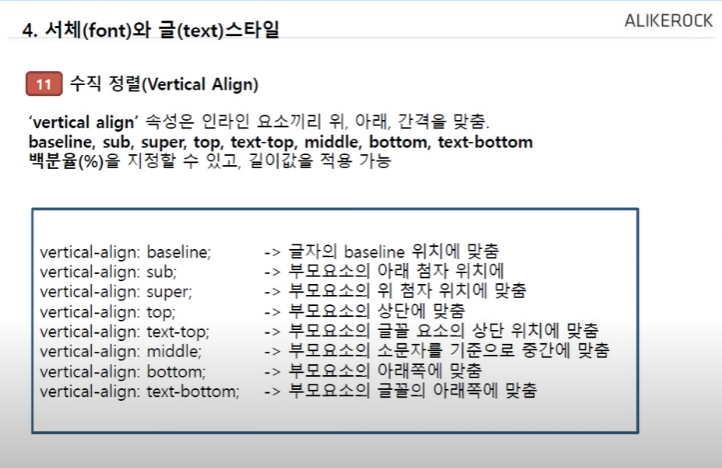 4. 서체(font)와 글(text)스타일
ALIKEROCK
11 수직 정렬(Vertical Align)
‘vertical align’ 속성은 인라인 요소끼리 위, 아래, 간격을 맞춤.
baseline, sub, super, top, text-top, middle, bottom, text-bottom
백분율(%)을 지정할 수 있고, 길이값을 적용 가능
vertical-align: baseline; -> 글자의 baseline 위치에 맞춤
vertical-align: sub; -> 부모요소의 아래 첨자 위치에
vertical-align: super; -> 부모요소의 위 첨자 위치에 맞춤
vertical-align: top; -> 부모요소의 상단에 맞춤
vertical-align: text-top; -> 부모요소의 글꼴 요소의 상단 위치에 맞춤
vertical-align: middle; -> 부모요소의 소문자를 기준으로 중간에 맞춤
vertical-align: bottom; -> 부모요소의 아래쪽에 맞춤
vertical-align: text-bottom; -> 부모요소의 글꼴의 아래쪽에 맞춤